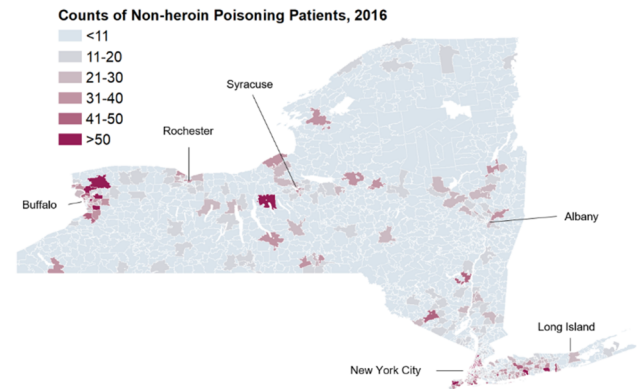 Counts of Non-heroin Poisoning Patients, 2016
<11
11-20
21-30
31-40
41-50
>50
Syracuse
Rochester
Buffalo
Albany
Long Island
New York City